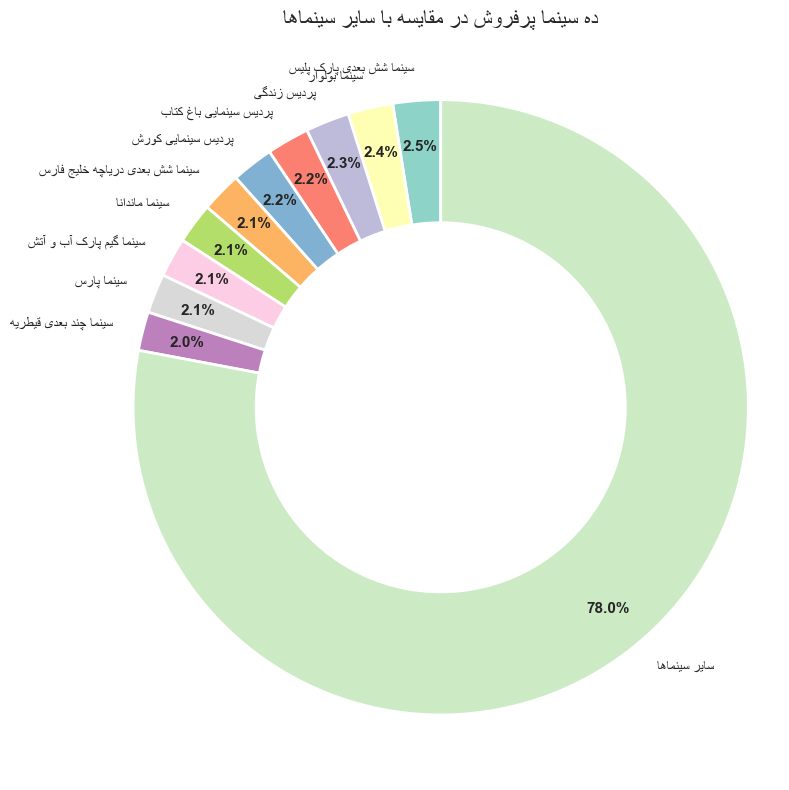 ده سینما پرفروش در مقایسه با سایر سینماها
سینما شش بعدی پارک پلیس
سینما بولوار
پردیس زندگی
پردیس سینمایی باغ کتاب
پردیس سینمایی کورش
سینما شش بعدی دریاچه خلیج فارس
سینما ماندانا
سینما گیم پارک آب و آتش
سینما پارس
سینما چند بعدی قیطریه
2.5%
2.4%
2.3%
2.2%
2.2%
2.1%
2.1%
2.1%
2.1%
2.0%
78.0%
سایر سینماها